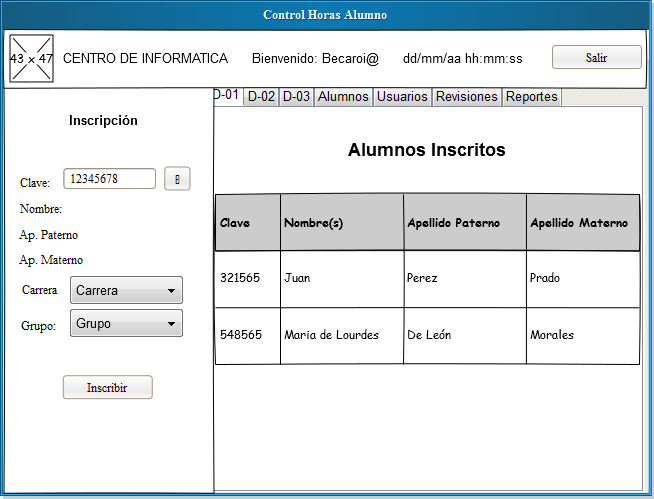 Control Horas Alumno
43 x 47 CENTRO DE INFORMATICA Bienvenido: Becaroi@ dd/mm/aa hh:mm:ss Salir
D-01 D-02 D-03 Alumnos Usuarios Revisiones Reportes
Inscripción
Clave: 12345678 B
Nombre:
Ap. Paterno
Ap. Materno
Carrera Carrera
Grupo: Grupo
Inscribir
Alumnos Inscritos
Clave Nombre(s) Apellido Paterno Apellido Materno
321565 Juan Perez Prado
548565 Maria de Lourdes De León Morales